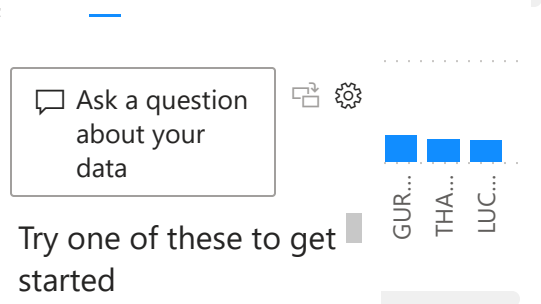 Ask a question
about your
data
Try one of these to get
started
GUR...
THA...
LUC...